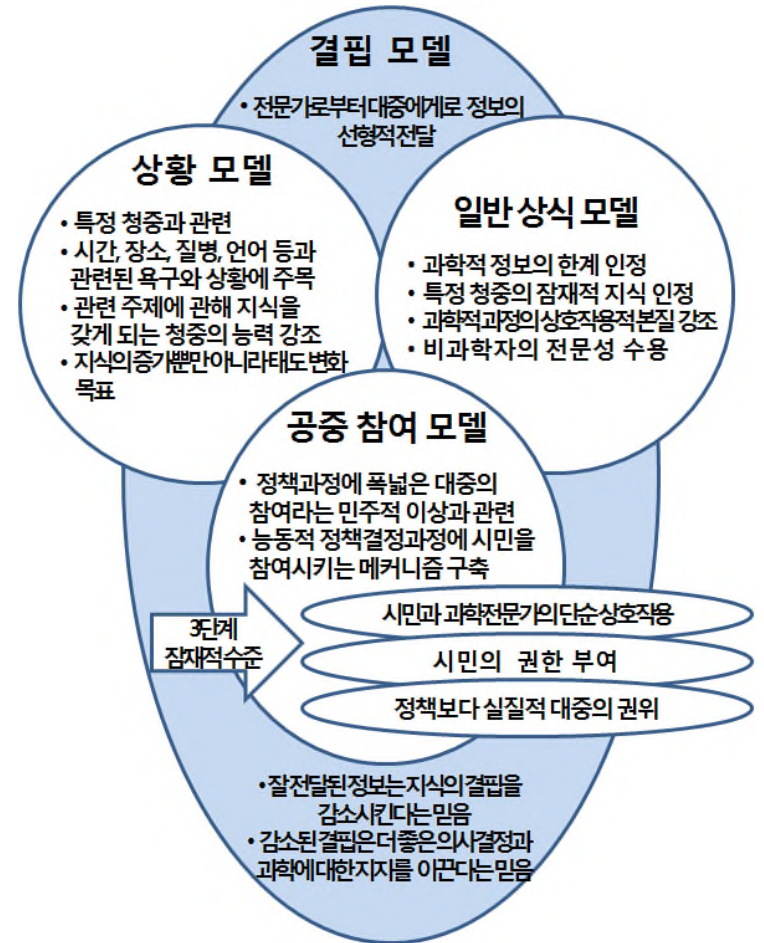 결핍 모델
• 전문가로부터 대중에게로 정보의
선형적 전달
상황 모델
• 특정 청중과 관련
• 시간, 장소, 질병, 언어 등과
관련된 욕구와 상황에 주목
• 관련 주제에 관해 지식을
갖게 되는 청중의 능력 강조
• 지식의 증가뿐만 아니라 태도 변화
목표
일반 상식 모델
• 과학적 정보의 한계 인정
• 특정 청중의 잠재적 지식 인정
• 과학적 과정의 상호작용적 본질 강조
• 비과학자의 전문성 수용
공중 참여 모델
• 정책과정에 폭넓은 대중의
참여라는 민주적 이상과 관련
• 능동적 정책결정과정에 시민을
참여시키는 메커니즘 구축
3단계
잠재적 수준
시민과 과학전문가의 단순 상호작용
시민의 권한 부여
정책보다 실질적 대중의 권위
• 잘 전달된 정보는 지식의 결핍을
감소시킨다는 믿음
• 감소된 결핍은 더 좋은 의사결정과
과학에 대한 지지를 이끈다는 믿음